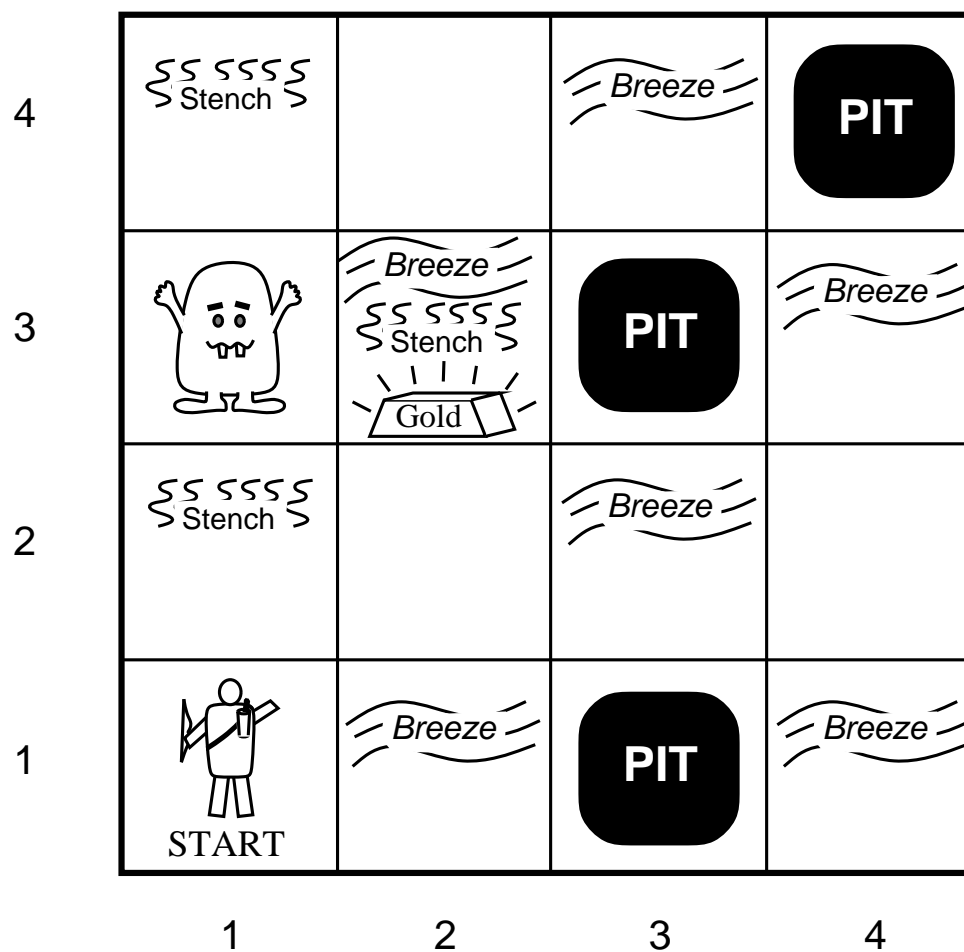 4
Stench
Breeze
PIT
3
Breeze
Stench
Gold
PIT
Breeze
2
Stench
Breeze
1
START
Breeze
PIT
Breeze
1 2 3 4